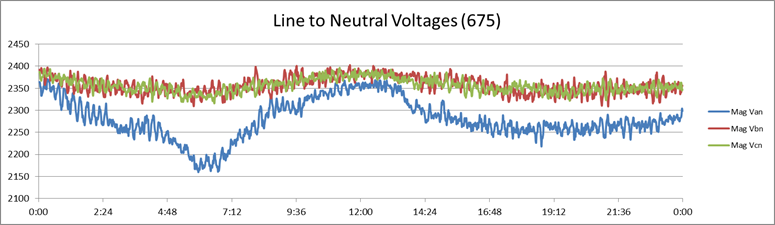 Line to Neutral Voltages (675)
2450
2400
2350
2300
2250
2200
2150
2100
0:00 2:24 4:48 7:12 9:36 12:00 14:24 16:48 19:12 21:36 0:00
Mag Van
Mag Vbn
Mag Vcn